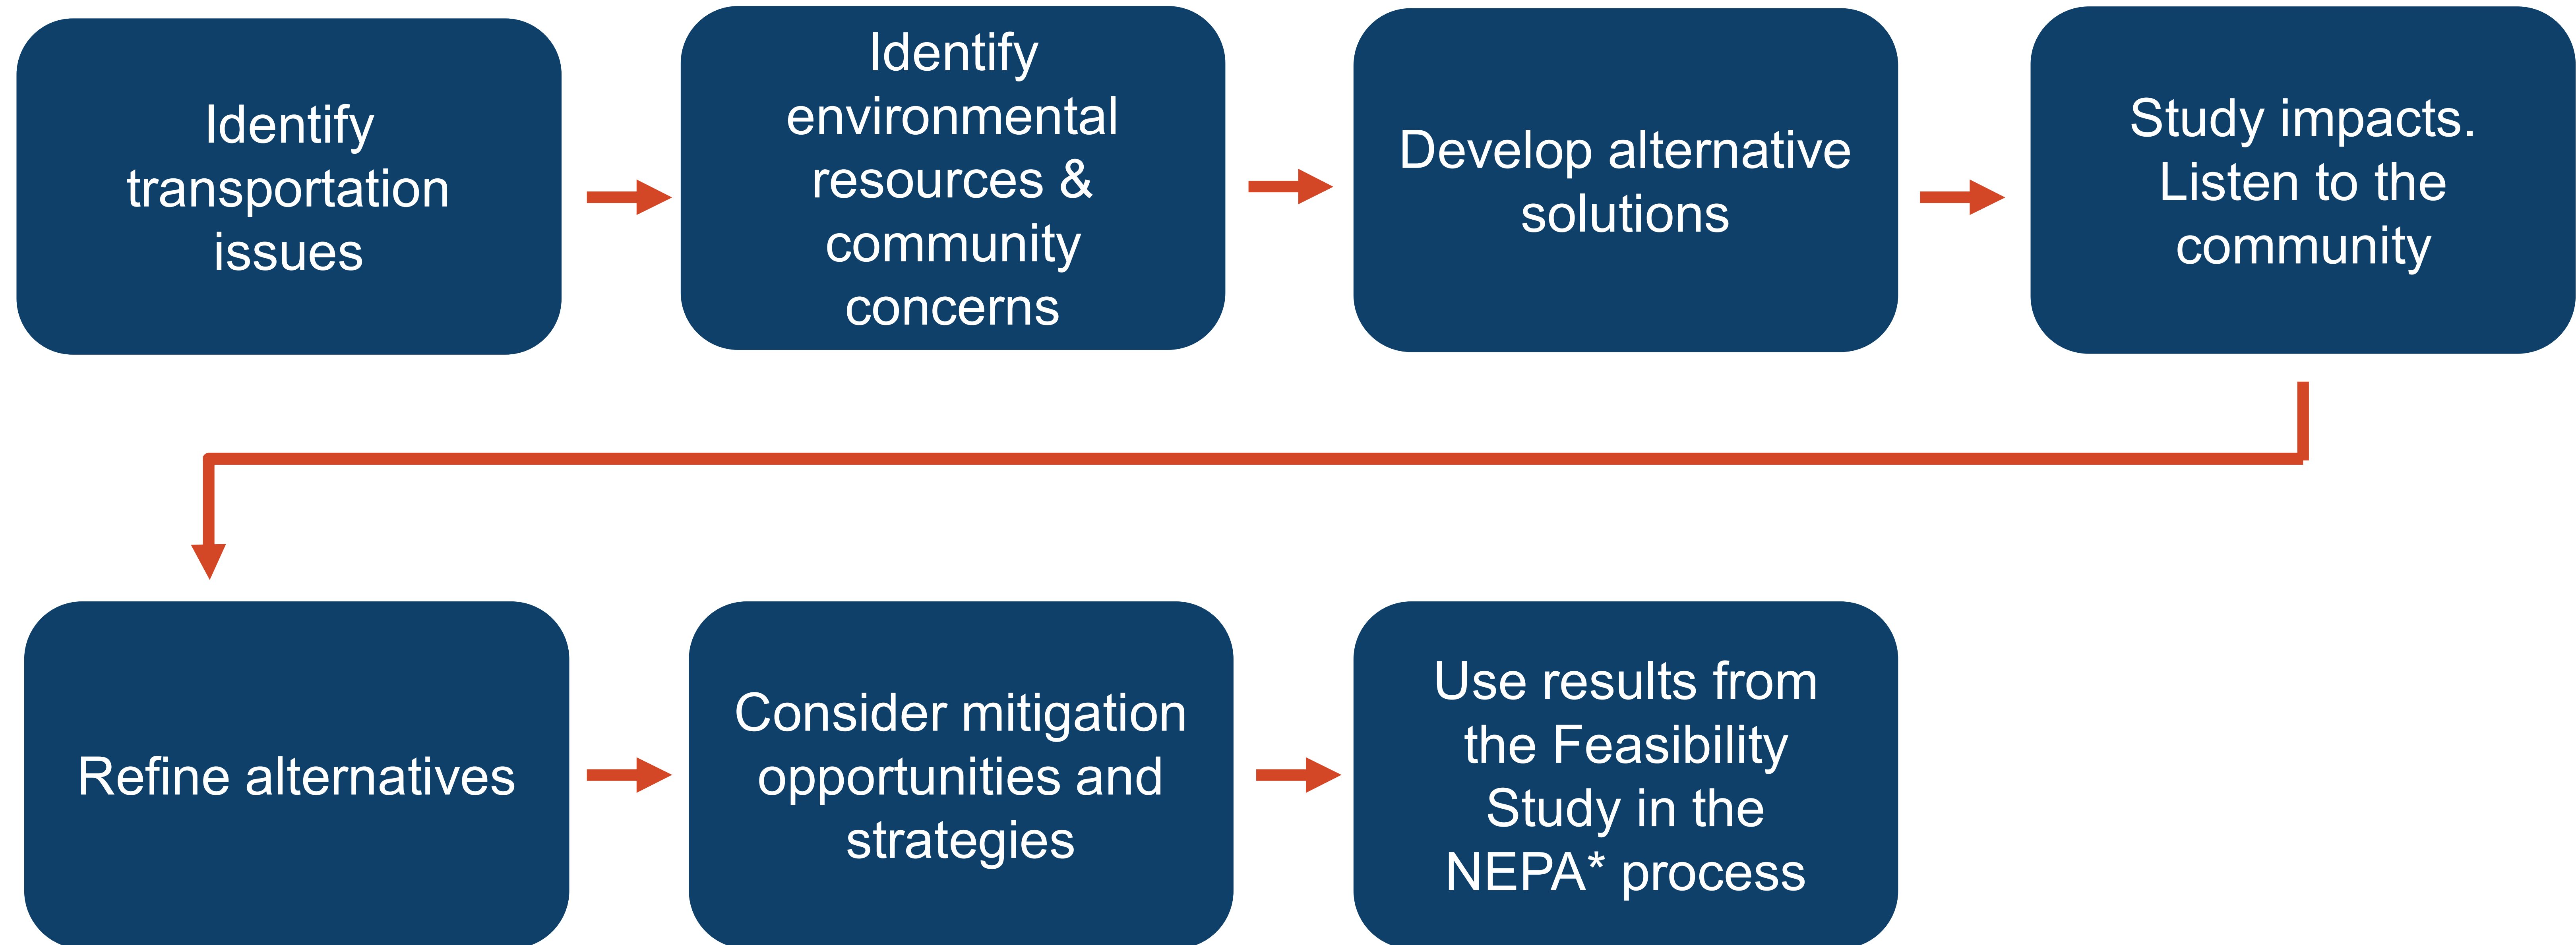 Identify
transportation
issues
Identify
environmental
resources &
community
concerns
Develop alternative
solutions
Study impacts.
Listen to the
community
Refine alternatives
Consider mitigation
opportunities and
strategies
Use results from
the Feasibility
Study in the
NEPA* process